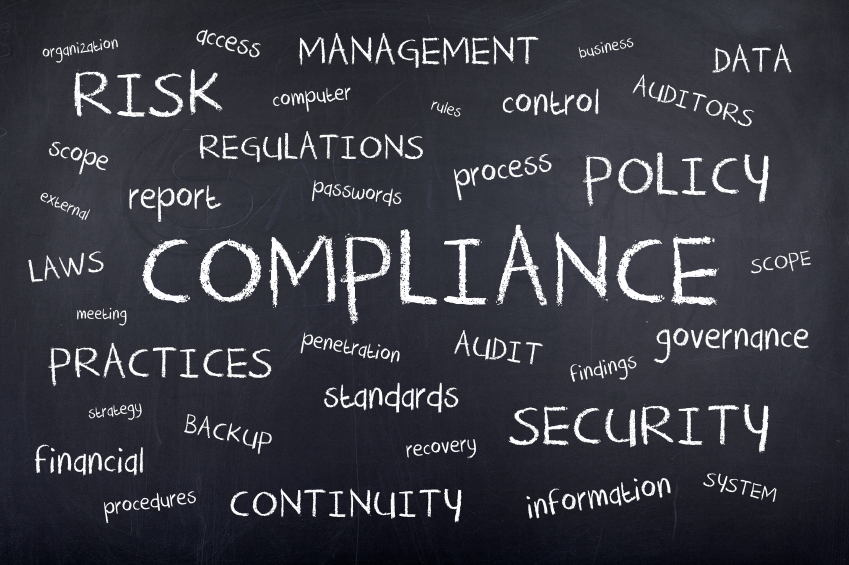 organization
access
MANAGEMENT
business
DATA
RISK
computer
rules
control
AUDITORS
scope
REGULATIONS
process
POLICY
external
report
passwords
LAWS
COMPLIANCE
SCOPE
meeting
PRACTICES
penetration
AUDIT
findings
governance
strategy
standards
BACKUP
SECURITY
financial
recovery
procedures
CONTINUITY
information
SYSTEM